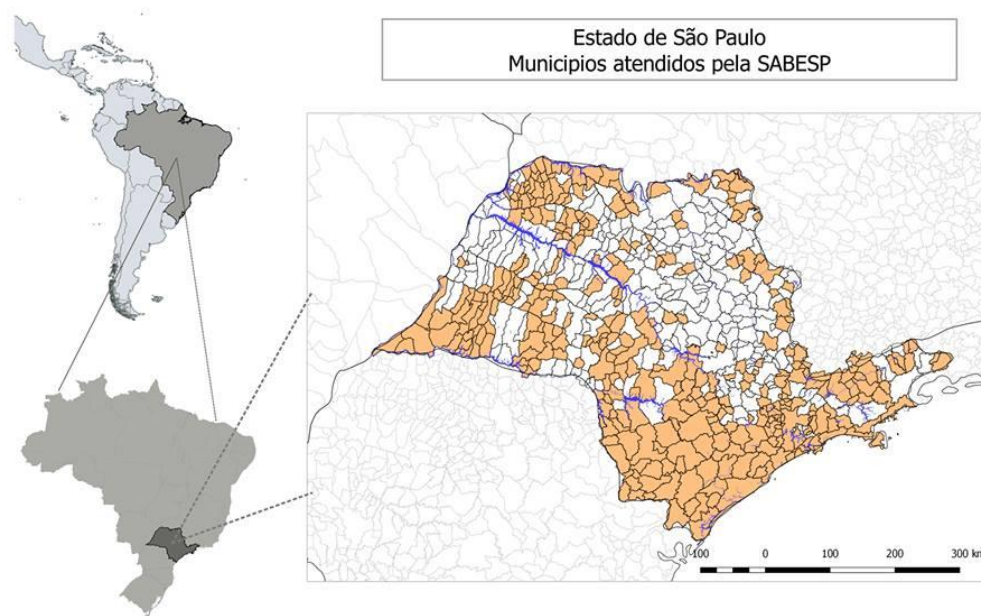 Estado de São Paulo
Municipios atendidos pela SABESP
100 0 100 200 300 km